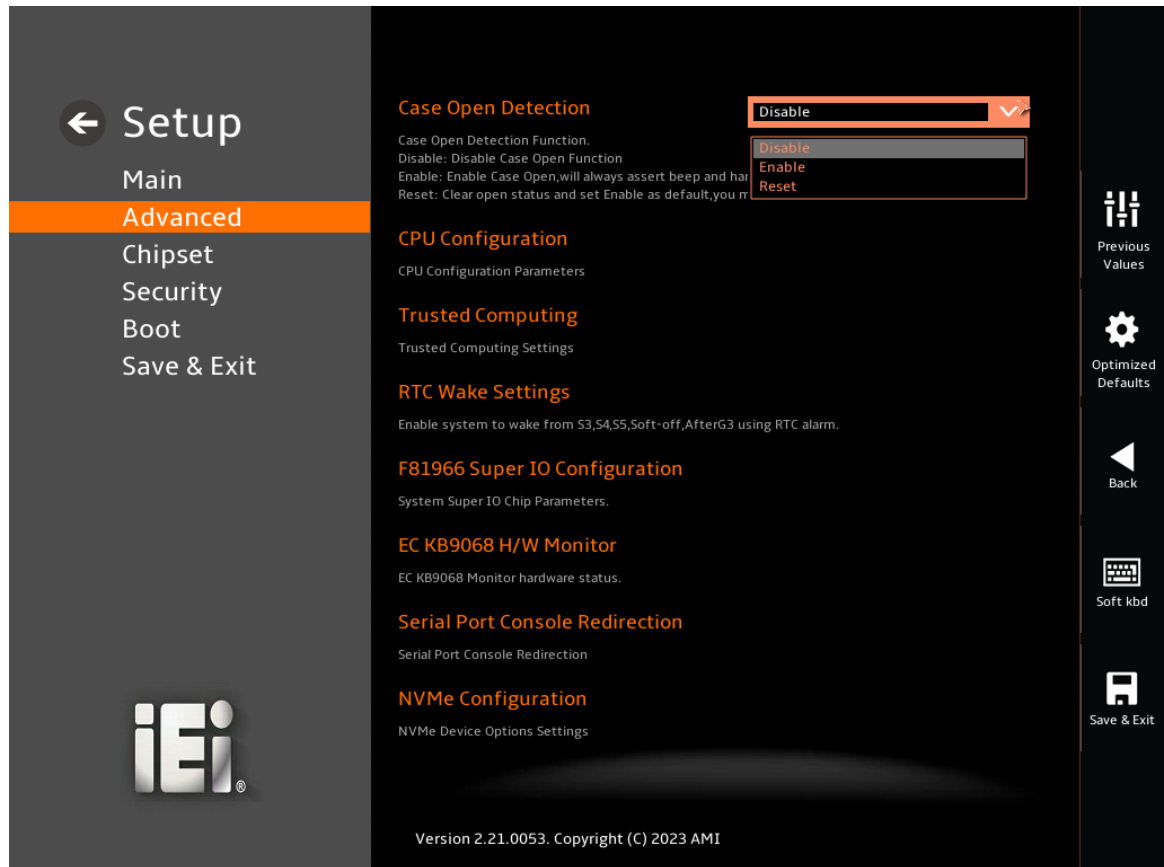 Setup
Main
Advanced
Chipset
Security
Boot
Save & Exit
iEi®
Case Open Detection
Disable
Case Open Detection Function.
Disable: Disable Case Open Function
Enable: Enable Case Open,will always assert beep and
Reset: Clear open status and set Enable as default,you
Disable
Enable
Reset
CPU Configuration
CPU Configuration Parameters
Trusted Computing
Trusted Computing Settings
RTC Wake Settings
Enable system to wake from S3,S4,S5,Soft-off,AfterG3 using RTC alarm.
F81966 Super IO Configuration
System Super IO Chip Parameters.
EC KB9068 H/W Monitor
EC KB9068 Monitor hardware status.
Serial Port Console Redirection
Serial Port Console Redirection
NVMe Configuration
NVMe Device Options Settings
Version 2.21.0053. Copyright (C) 2023 AMI
Previous
Values
Optimized
Defaults
Back
Soft kbd
Save & Exit